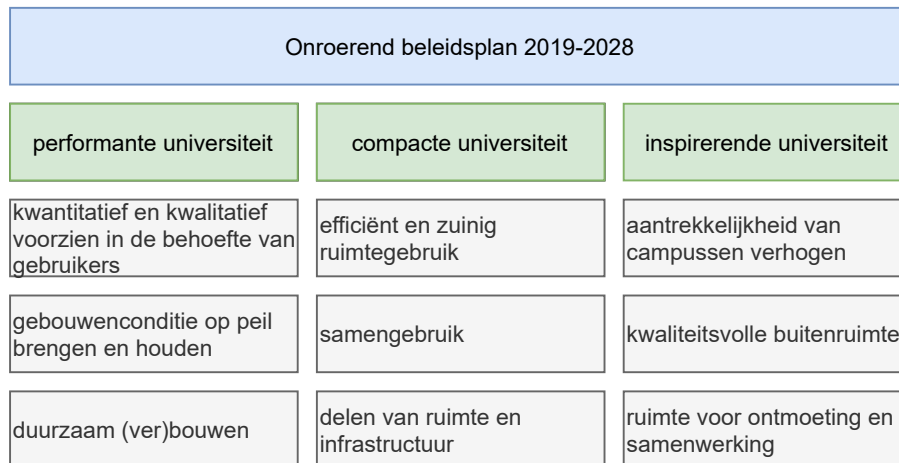 Onroerend beleidsplan 2019-2028
performante universiteit
compacte universiteit
inspirerende universiteit
kwantitatief en kwalitatief
voorzien in de behoefte van
gebruikers
efficiënt en zuinig
ruimtegebruik
aantrekkelijkheid van
campussen verhogen
gebouwenconditie op peil
brengen en houden
samengebruik
kwaliteitsvolle buitenruimte
duurzaam (ver)bouwen
delen van ruimte en
infrastructuur
ruimte voor ontmoeting en
samenwerking